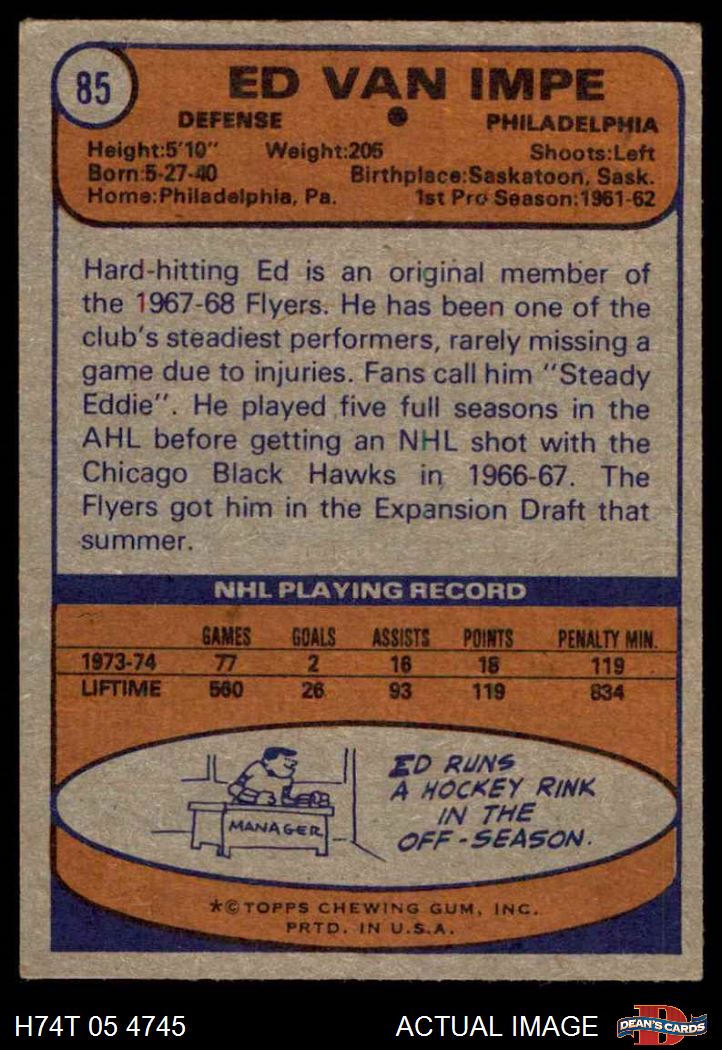 85
ED VAN IMPE
DEFENSE PHILADELPHIA
Height:5'10" Weight:205 Shoots:Left
Born:5-27-40 Birthplace:Saskatoon, Sask.
Home:Philadelphia, Pa. 1st Pro Season:1961-62
Hard-hitting Ed is an original member of
the 1967-68 Flyers. He has been one of the
club's steadiest performers, rarely missing a
game due to injuries. Fans call him "Steady
Eddie". He played five full seasons in the
AHL before getting an NHL shot with the
Chicago Black Hawks in 1966-67. The
Flyers got him in the Expansion Draft that
summer.
NHL PLAYING RECORD
GAMES GOALS ASSISTS POINTS PENALTY MIN.
1973-74 77 2 16 18 119
LIFTIME 560 26 93 119 834
MANAGER
ED RUNS
A HOCKEY RINK
IN THE
OFF-SEASON.
*© TOPPS CHEWING GUM, INC.
PRTD. IN U.S.A.
H74T 05 4745 ACTUAL IMAGE
D
DEAN'S CARDS